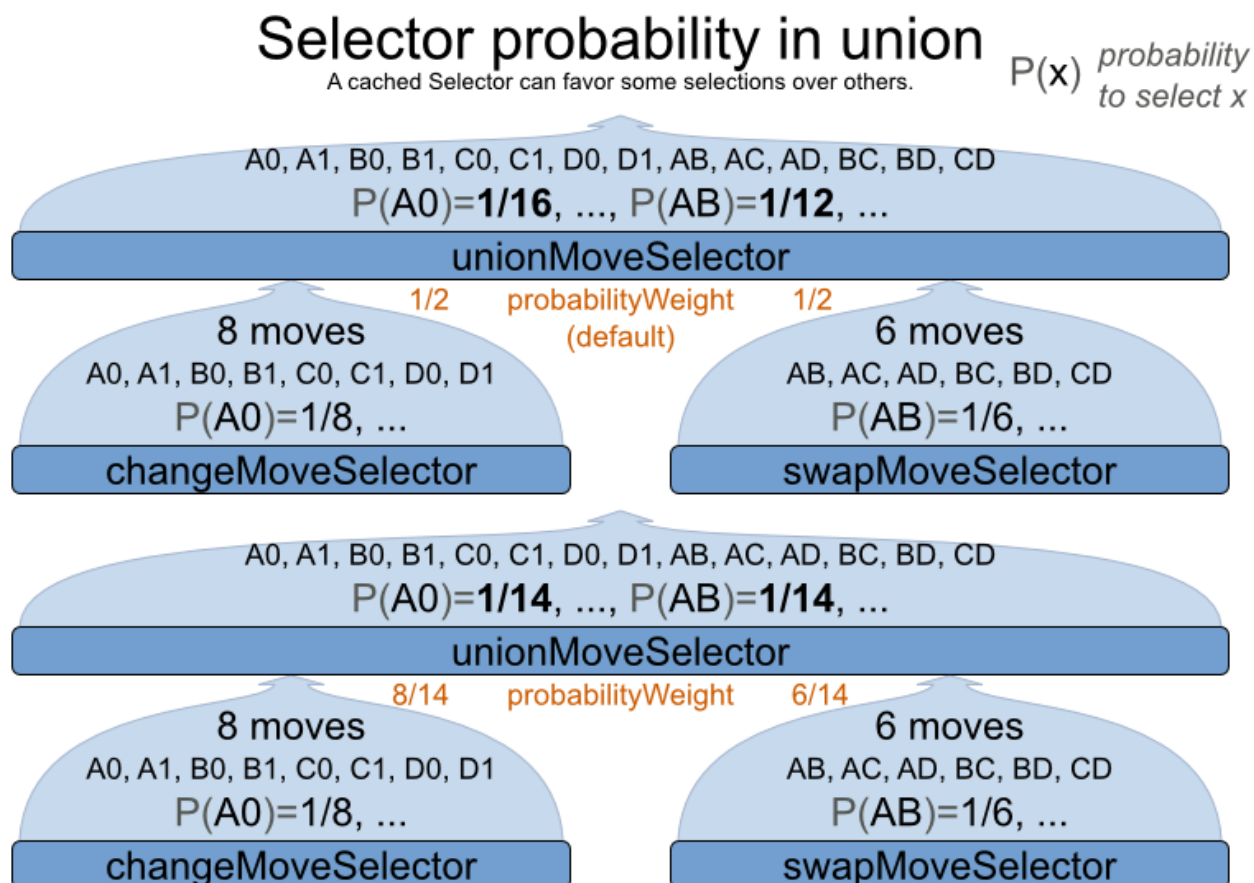 Selector probability in union
A cached Selector can favor some selections over others.
P(x) probability
to select x
A0, A1, B0, B1, C0, C1, D0, D1, AB, AC, AD, BC, BD, CD
P(A0)=1/16, ..., P(AB)=1/12, ...
unionMoveSelector
1/2 probabilityWeight 1/2
(default)
8 moves
A0, A1, B0, B1, C0, C1, D0, D1
P(A0)=1/8, ...
changeMoveSelector
6 moves
AB, AC, AD, BC, BD, CD
P(AB)=1/6, ...
swapMoveSelector
A0, A1, B0, B1, C0, C1, D0, D1, AB, AC, AD, BC, BD, CD
P(A0)=1/14, ..., P(AB)=1/14, ...
unionMoveSelector
8/14 probabilityWeight 6/14
8 moves
A0, A1, B0, B1, C0, C1, D0, D1
P(A0)=1/8, ...
changeMoveSelector
6 moves
AB, AC, AD, BC, BD, CD
P(AB)=1/6, ...
swapMoveSelector